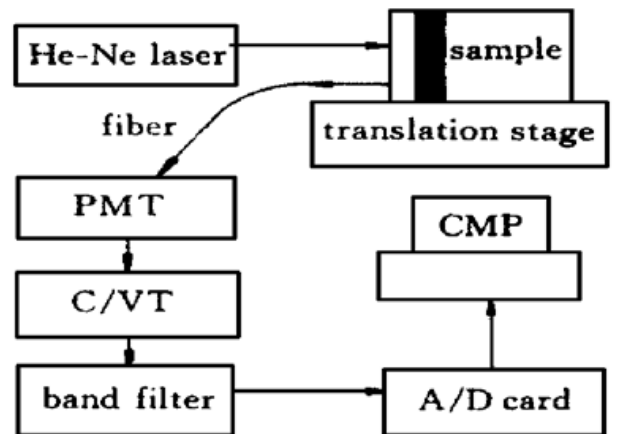 He-Ne laser
sample
fiber
translation stage
PMT
CMP
C/VT
band filter
A/D card